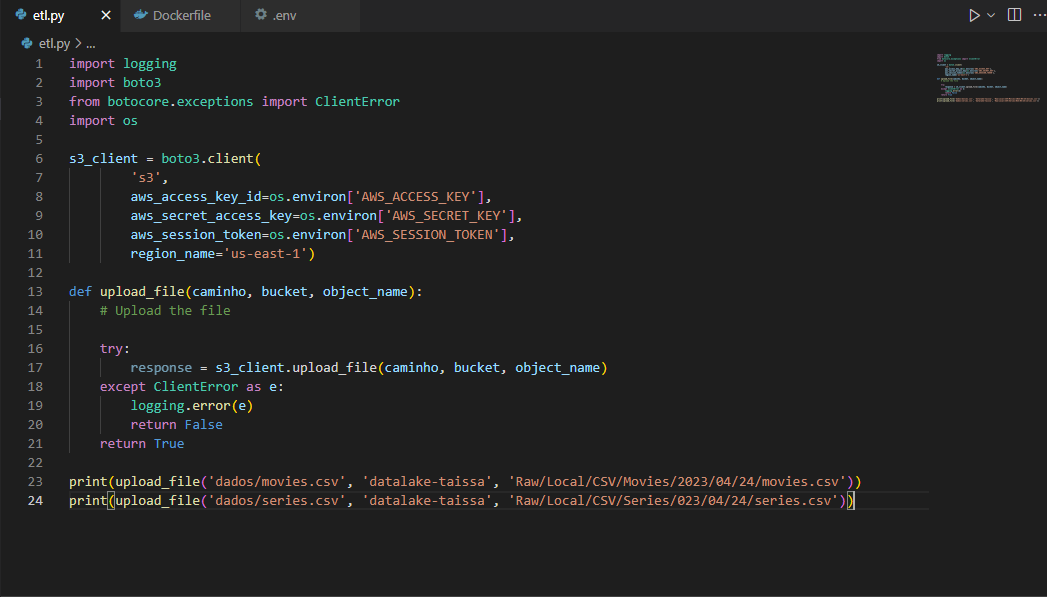 etl.py
Dockerfile
.env
etl.py > ...
1 import logging
2 import boto3
3 from botocore.exceptions import ClientError
4 import os
5
6 s3_client = boto3.client(
7 's3',
8 aws_access_key_id=os.environ['AWS_ACCESS_KEY'],
9 aws_secret_access_key=os.environ['AWS_SECRET_KEY'],
10 aws_session_token=os.environ['AWS_SESSION_TOKEN'],
11 region_name='us-east-1')
12
13 def upload_file(caminho, bucket, object_name):
14 # Upload the file
15
16 try:
17 response = s3_client.upload_file(caminho, bucket, object_name)
18 except ClientError as e:
19 logging.error(e)
20 return False
21 return True
22
23 print(upload_file('dados/movies.csv', 'datalake-taissa', 'Raw/Local/CSV/Movies/2023/04/24/movies.csv'))
24 print(upload_file('dados/series.csv', 'datalake-taissa', 'Raw/Local/CSV/Series/023/04/24/series.csv'))